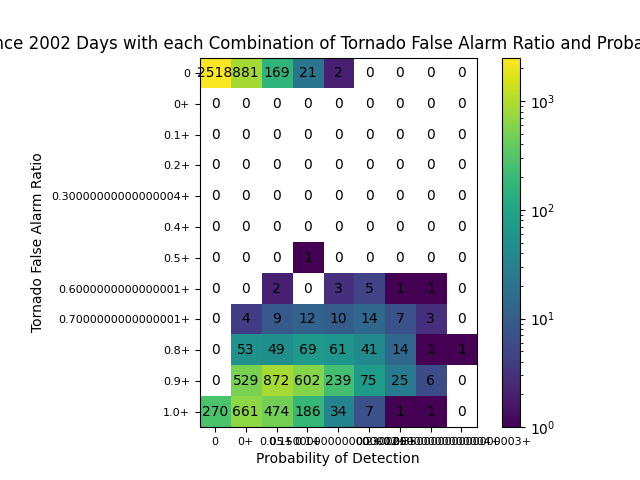 nce 2002 Days with each Combination of Tornado False Alarm Ratio and Proba
0 2518 881 169 21 2 0 0 0 0
0+ 0 0 0 0 0 0 0 0 0
0.1+ 0 0 0 0 0 0 0 0 0
0.2+ 0 0 0 0 0 0 0 0 0
0.30000000000000004+ 0 0 0 0 0 0 0 0 0
0.4+ 0 0 0 0 0 0 0 0 0
0.5+ 0 0 0 1 0 0 0 0 0
0.6000000000000001+ 0 0 2 0 3 5 1 1 0
0.7000000000000001+ 0 4 9 12 10 14 7 3 0
0.8+ 0 53 49 69 61 41 14 1 1
0.9+ 0 529 872 602 239 75 25 6 0
1.0+ 270 661 474 186 34 7 1 1 0
0 0+
Probability of Detection
Tornado False Alarm Ratio
10³
10²
10¹
10⁰